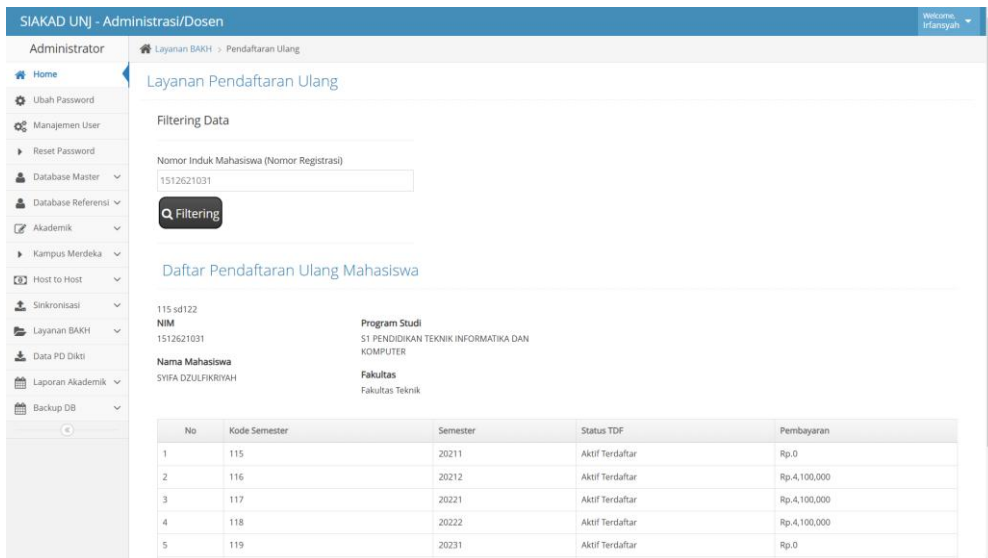 SIAKAD UNJ - Administrasi/Dosen
Welcome,
Irfansyah
Administrator
Home
Ubah Password
Manajemen User
Reset Password
Database Master
Database Referensi
Akademik
Kampus Merdeka
Host to Host
Sinkronisasi
Layanan BAKH
Data PD Dikti
Laporan Akademik
Backup DB
Layanan BAKH > Pendaftaran Ulang
Layanan Pendaftaran Ulang
Filtering Data
Nomor Induk Mahasiswa (Nomor Registrasi)
1512621031
Filtering
Daftar Pendaftaran Ulang Mahasiswa
115 sd122
NIM
1512621031
Nama Mahasiswa
SYIFA DZULFIKRIYAH
Program Studi
S1 PENDIDIKAN TEKNIK INFORMATIKA DAN
KOMPUTER
Fakultas
Fakultas Teknik
No Kode Semester Semester Status TDF Pembayaran
1 115 20211 Aktif Terdaftar Rp.0
2 116 20212 Aktif Terdaftar Rp.4,100,000
3 117 20221 Aktif Terdaftar Rp.4,100,000
4 118 20222 Aktif Terdaftar Rp.4,100,000
5 119 20231 Aktif Terdaftar Rp.0